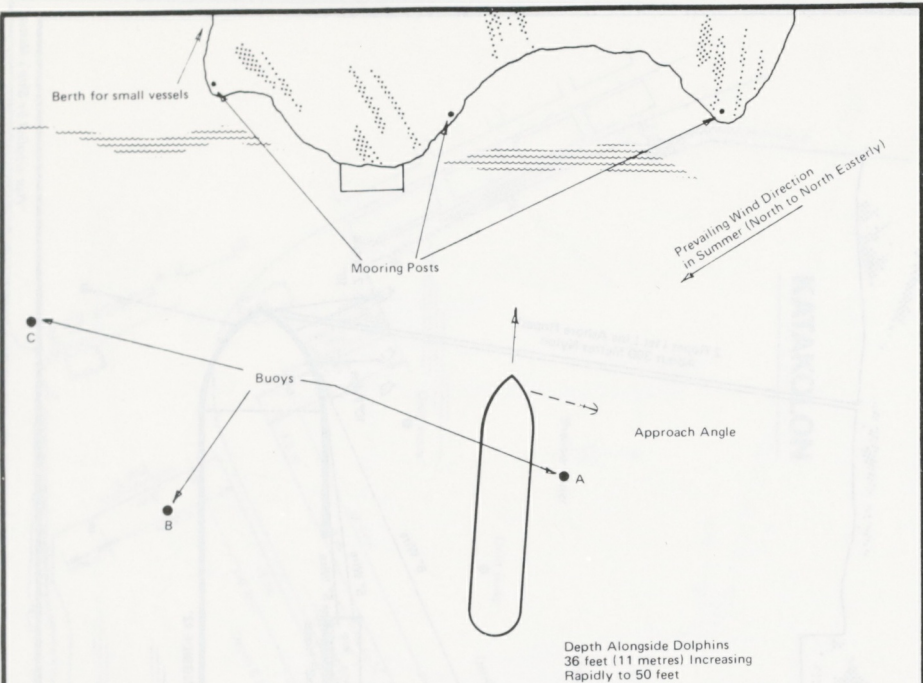 Berth for small vessels
Prevailing Wind Direction
in Summer (North to North Easterly)
Mooring Posts
C
Buoys
Approach Angle
A
B
KATAKOLON
Depth Alongside Dolphins
36 feet (11 metres) Increasing
Rapidly to 50 feet